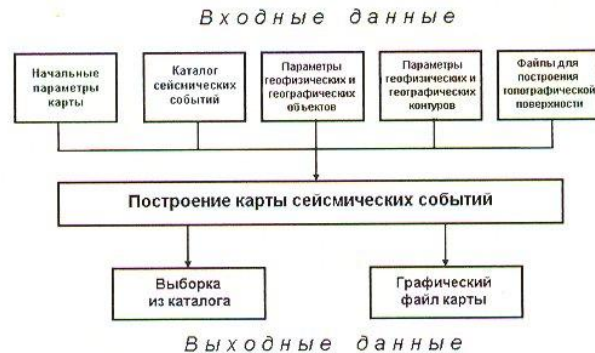 Входные данные
Начальные
параметры
карты
Каталог
сейснических
событий
Параметры
геофизических и
географических
объектов
Параметры
геофизических и
географических
контуров
Файлы для
построения
топографической
поверхности
Построение карты сейсмических событий
Выборка
из каталога
Графический
файл карты
Выходные данные